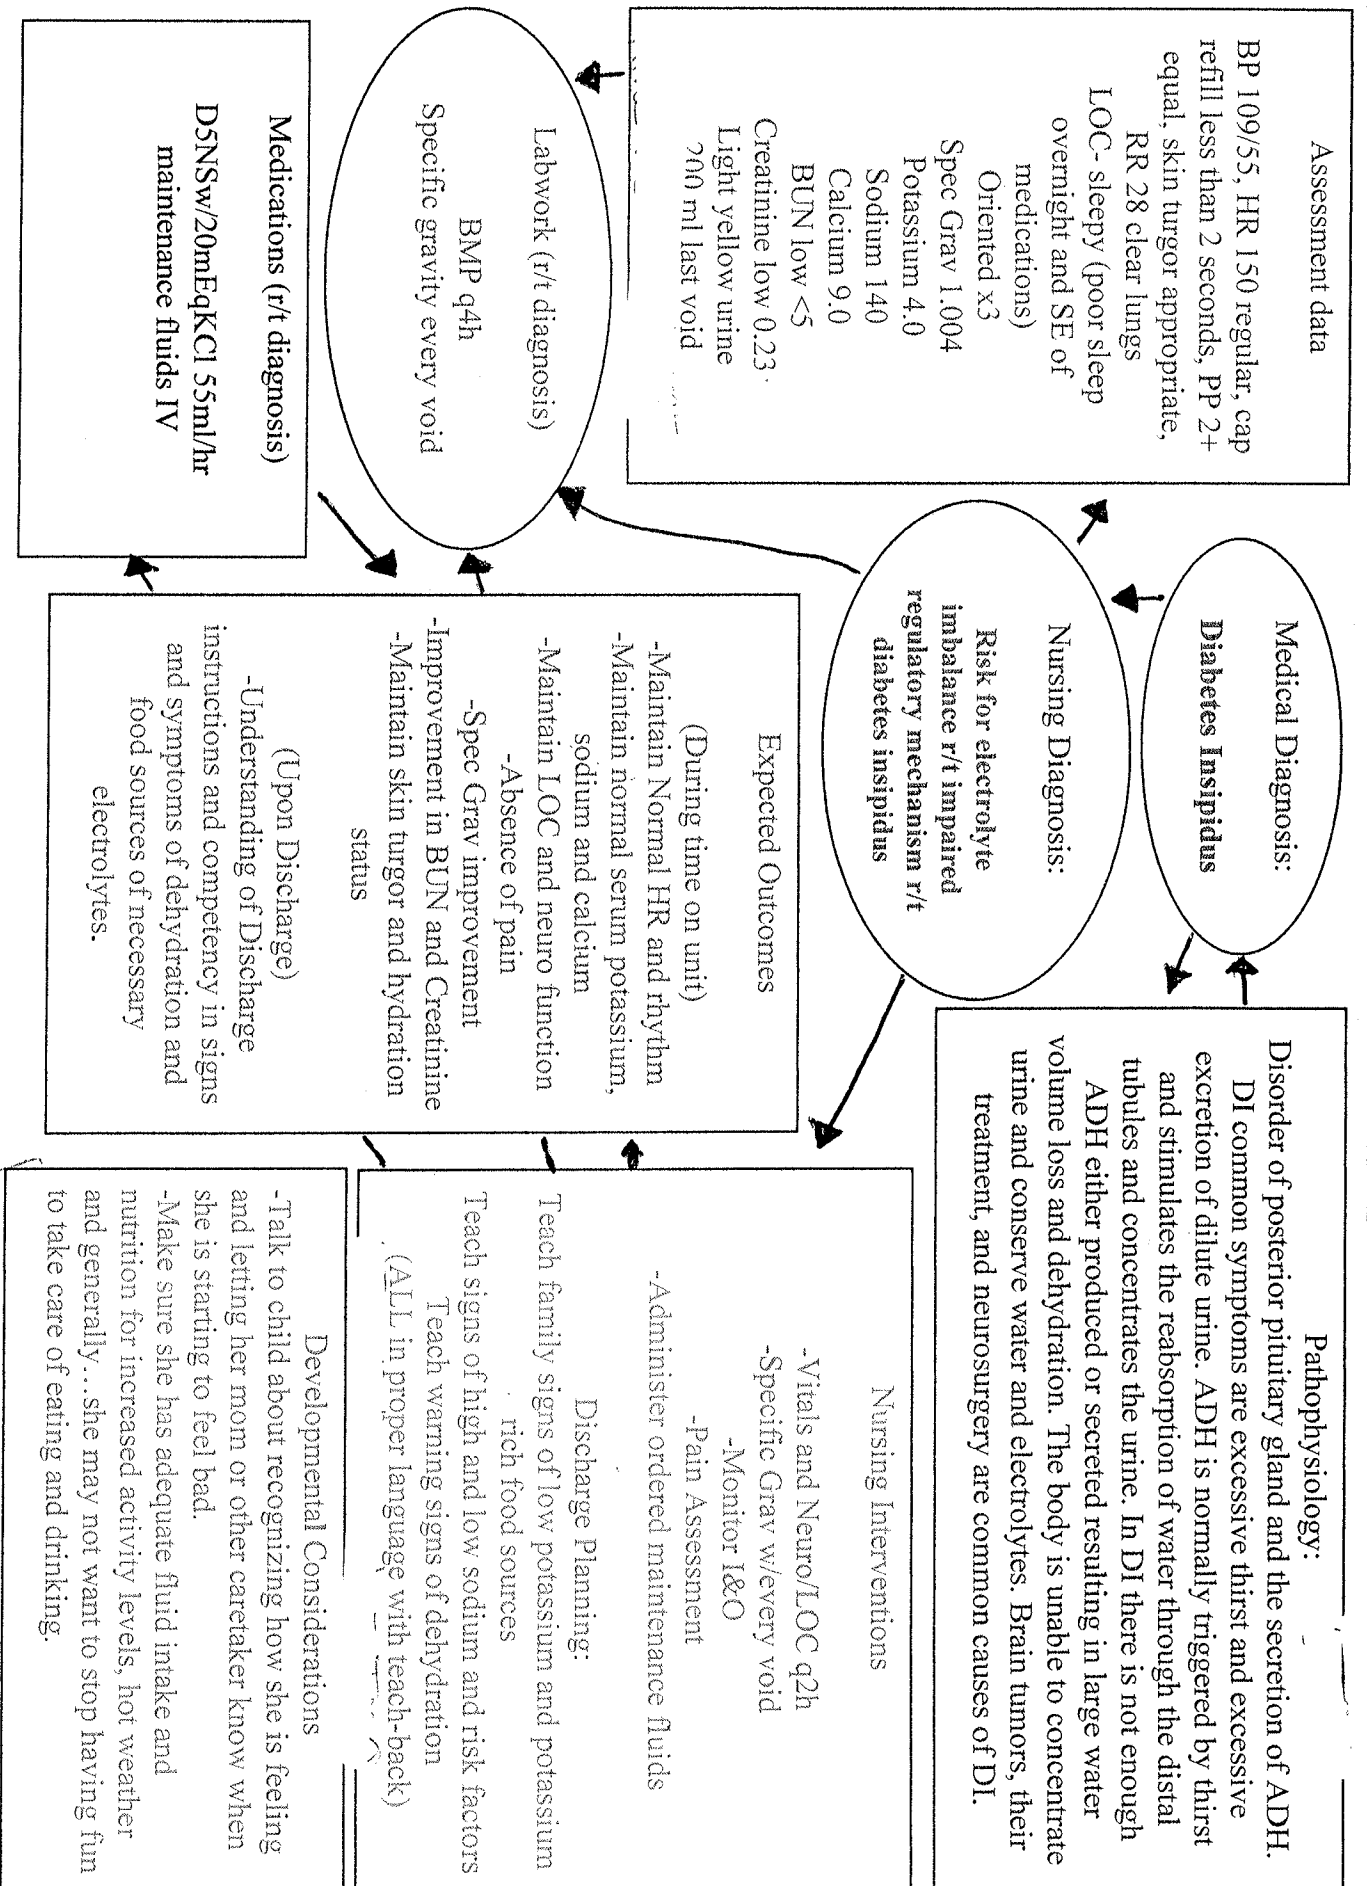 Assessment data
BP 109/55, HR 150 regular, cap
refill less than 2 seconds, PP 2+
equal, skin turgor appropriate,
RR 28 clear lungs
LOC- sleepy (poor sleep
overnight and SE of
medications)
Oriented x3
Spec Grav 1.004
Potassium 4.0
Sodium 140
Calcium 9.0
BUN low <5
Creatinine low 0.23
Light yellow urine
200 ml last void
Medical Diagnosis:
Diabetes Insipidus
Pathophysiology:
Disorder of posterior pituitary gland and the secretion of ADH.
DI common symptoms are excessive thirst and excessive
excretion of dilute urine. ADH is normally triggered by thirst
and stimulates the reabsorption of water through the distal
tubules and concentrates the urine. In DI there is not enough
ADH either produced or secreted resulting in large water
volume loss and dehydration. The body is unable to concentrate
urine and conserve water and electrolytes. Brain tumors, their
treatment, and neurosurgery are common causes of DI.
Nursing Diagnosis:
Risk for electrolyte
imbalance r/t impaired
regulatory mechanism r/t
diabetes insipidus
Labwork (r/t diagnosis)
BMP q4h
Specific gravity every void
Expected Outcomes
(During time on unit)
-Maintain Normal HR and rhythm
-Maintain normal serum potassium,
sodium and calcium
-Maintain LOC and neuro function
-Absence of pain
-Spec Grav improvement
-Improvement in BUN and Creatinine
-Maintain skin turgor and hydration
status
(Upon Discharge)
-Understanding of Discharge
instructions and competency in signs
and symptoms of dehydration and
food sources of necessary
electrolytes.
Nursing Interventions
-Vitals and Neuro/LOC q2h
-Specific Grav w/every void
-Monitor I&O
-Pain Assessment
-Administer ordered maintenance fluids
Discharge Planning:
Teach family signs of low potassium and potassium
rich food sources
Teach signs of high and low sodium and risk factors
Teach warning signs of dehydration
(ALL in proper language with teach-back)
Medications (r/t diagnosis)
D5NSw/20mEqKCl 55ml/hr
maintenance fluids IV
Developmental Considerations
-Talk to child about recognizing how she is feeling
and letting her mom or other caretaker know when
she is starting to feel bad.
-Make sure she has adequate fluid intake and
nutrition for increased activity levels, hot weather
and generally...she may not want to stop having fun
to take care of eating and drinking.